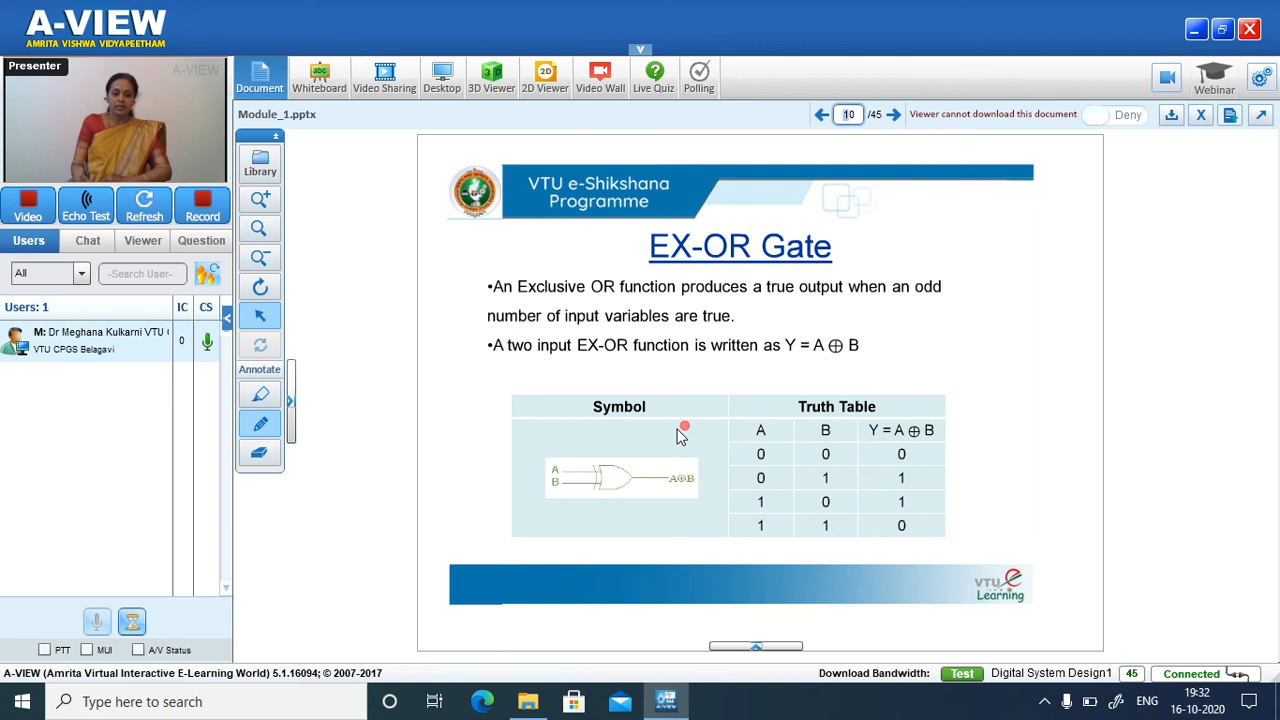 A-VIEW
AMRITA VISHWA VIDYAPEETHAM
Presenter
A-VIEW
Document
Whiteboard
Video Sharing
Desktop
3D Viewer
2D Viewer
Video Wall
Live Quiz
Polling
Webinar
Module_1.pptx
10 /45
Viewer cannot download this document
Deny
Library
Annotate
Video
Echo Test
Refresh
Record
Users Chat Viewer Question
All
-Search User-
Users: 1 IC CS
M: Dr Meghana Kulkarni VTU
VTU CPGS Belagavi
0
PTT MUI A/V Status
VTU e-Shikshana
Programme
EX-OR Gate
•An Exclusive OR function produces a true output when an odd
number of input variables are true.
•A two input EX-OR function is written as Y = A ⊕ B
Symbol Truth Table
A B Y = A ⊕ B
0 0 0
0 1 1
1 0 1
1 1 0
A
B
A⊕B
VTU
Learning
A-VIEW (Amrita Virtual Interactive E-Learning World) 5.1.16094; © 2007-2017
Download Bandwidth: Test Digital System Design1 45 Connected
Type here to search
ENG
19:32
16-10-2020